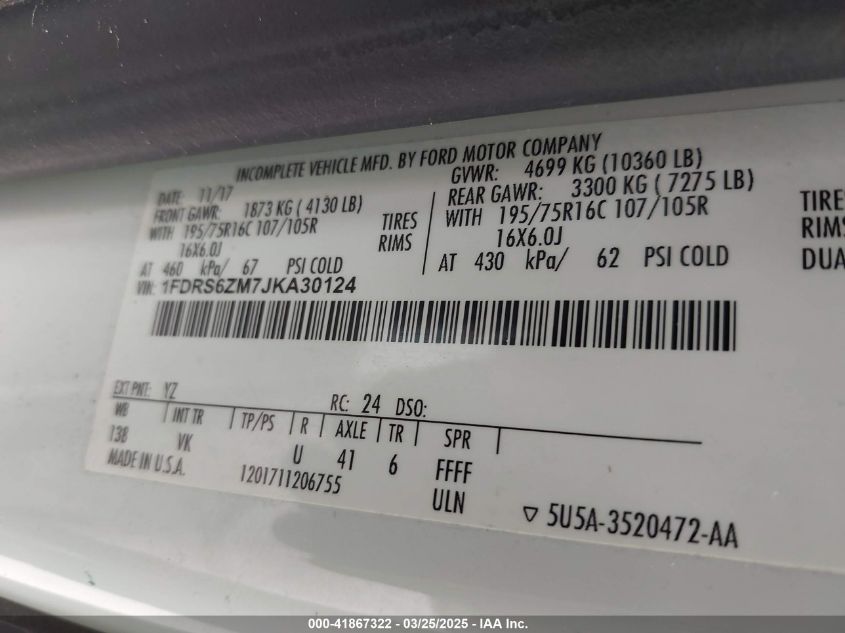 INCOMPLETE VEHICLE MFD. BY FORD MOTOR COMPANY
DATE: 11/17 GVWR: 4699 KG (10360 LB)
FRONT GAWR: 1873 KG ( 4130 LB) REAR GAWR: 3300 KG ( 7275 LB)
WITH 195/75R16C 107/105R TIRES WITH 195/75R16C 107/105R TIRES
16X6.0J RIMS 16X6.0J RIMS
AT 460 kPa/ 67 PSI COLD AT 430 kPa/ 62 PSI COLD DUA
VIN: 1FDRS6ZM7JKA30124
EXT PNT: YZ RC: 24 DSO:
WB INT TR TP/PS R AXLE TR SPR
138 VK U 41 6 FFFF
MADE IN U.S.A. 1201711206755 ULN
5U5A-3520472-AA
000-41867322 - 03/25/2025 - IAA Inc.